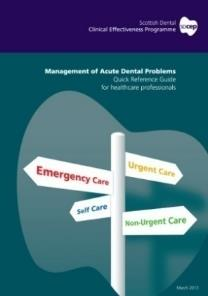 Scottish Dental
Clinical Effectiveness Programme
sdcep
Management of Acute Dental Problems
Quick Reference Guide
for healthcare professionals
Urgent Care
Emergency Care
Self Care
Non-Urgent Care
March 2013